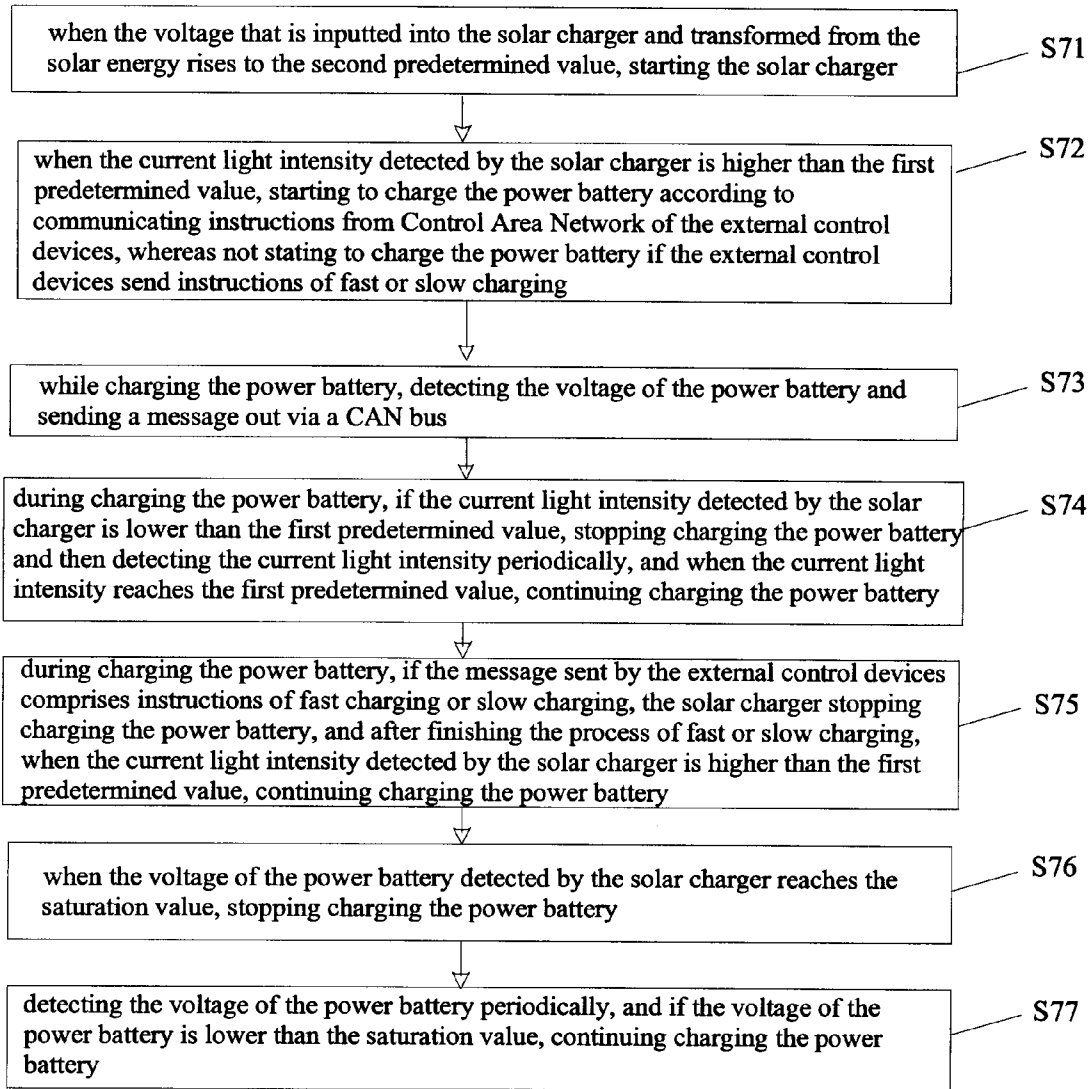 when the voltage that is inputted into the solar charger and transformed from the
solar energy rises to the second predetermined value, starting the solar charger
S71
when the current light intensity detected by the solar charger is higher than the first
predetermined value, starting to charge the power battery according to
communicating instructions from Control Area Network of the external control
devices, whereas not stating to charge the power battery if the external control
devices send instructions of fast or slow charging
S72
while charging the power battery, detecting the voltage of the power battery and
sending a message out via a CAN bus
S73
during charging the power battery, if the current light intensity detected by the solar
charger is lower than the first predetermined value, stopping charging the power battery
and then detecting the current light intensity periodically, and when the current light
intensity reaches the first predetermined value, continuing charging the power battery
S74
during charging the power battery, if the message sent by the external control devices
comprises instructions of fast charging or slow charging, the solar charger stopping
charging the power battery, and after finishing the process of fast or slow charging,
when the current light intensity detected by the solar charger is higher than the first
predetermined value, continuing charging the power battery
S75
when the voltage of the power battery detected by the solar charger reaches the
saturation value, stopping charging the power battery
S76
detecting the voltage of the power battery periodically, and if the voltage of the
power battery is lower than the saturation value, continuing charging the power
battery
S77